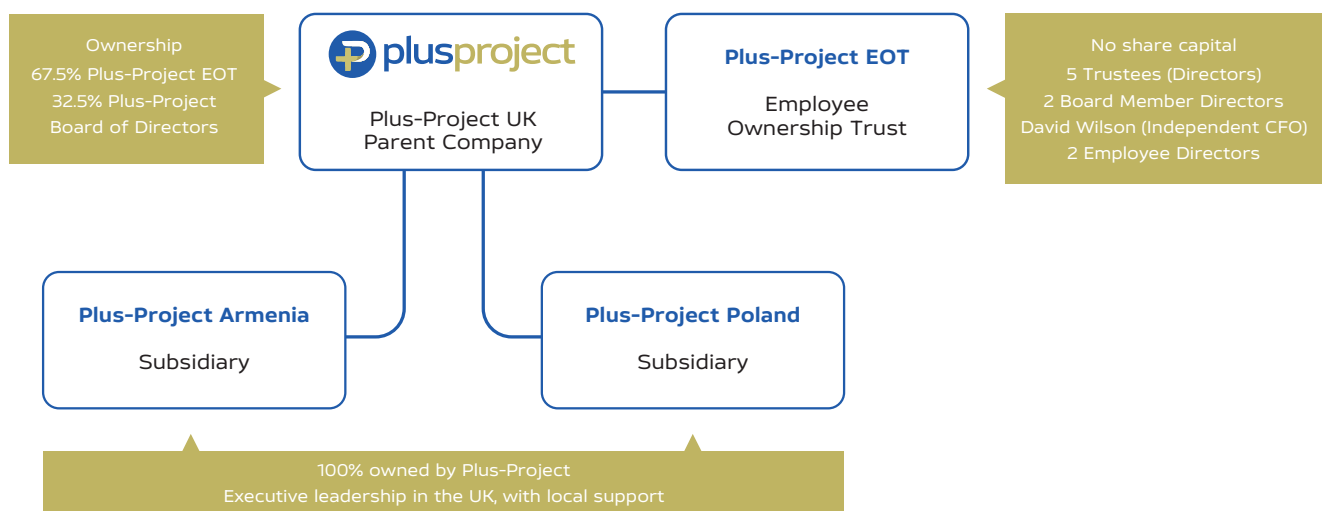 Ownership
67.5% Plus-Project EOT
32.5% Plus-Project
Board of Directors
plusproject
Plus-Project UK
Parent Company
Plus-Project EOT
Employee
Ownership Trust
No share capital
5 Trustees (Directors)
2 Board Member Directors
David Wilson (Independent CFO)
2 Employee Directors
Plus-Project Armenia
Subsidiary
Plus-Project Poland
Subsidiary
100% owned by Plus-Project
Executive leadership in the UK, with local support